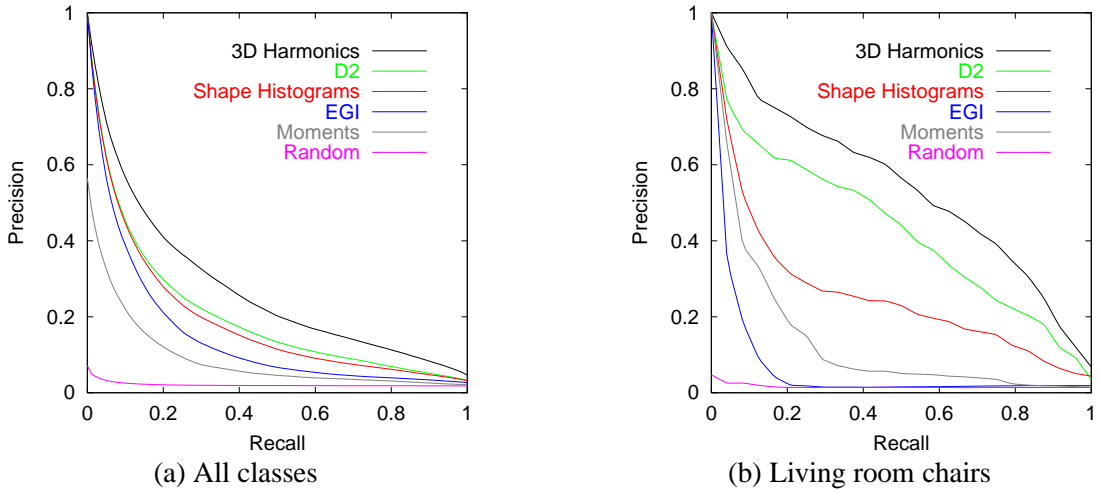 1
0.8
0.6
0.4
0.2
0
0 0.2 0.4 0.6 0.8 1
Precision
Recall
3D Harmonics
D2
Shape Histograms
EGI
Moments
Random
(a) All classes
1
0.8
0.6
0.4
0.2
0
0 0.2 0.4 0.6 0.8 1
Precision
Recall
3D Harmonics
D2
Shape Histograms
EGI
Moments
Random
(b) Living room chairs